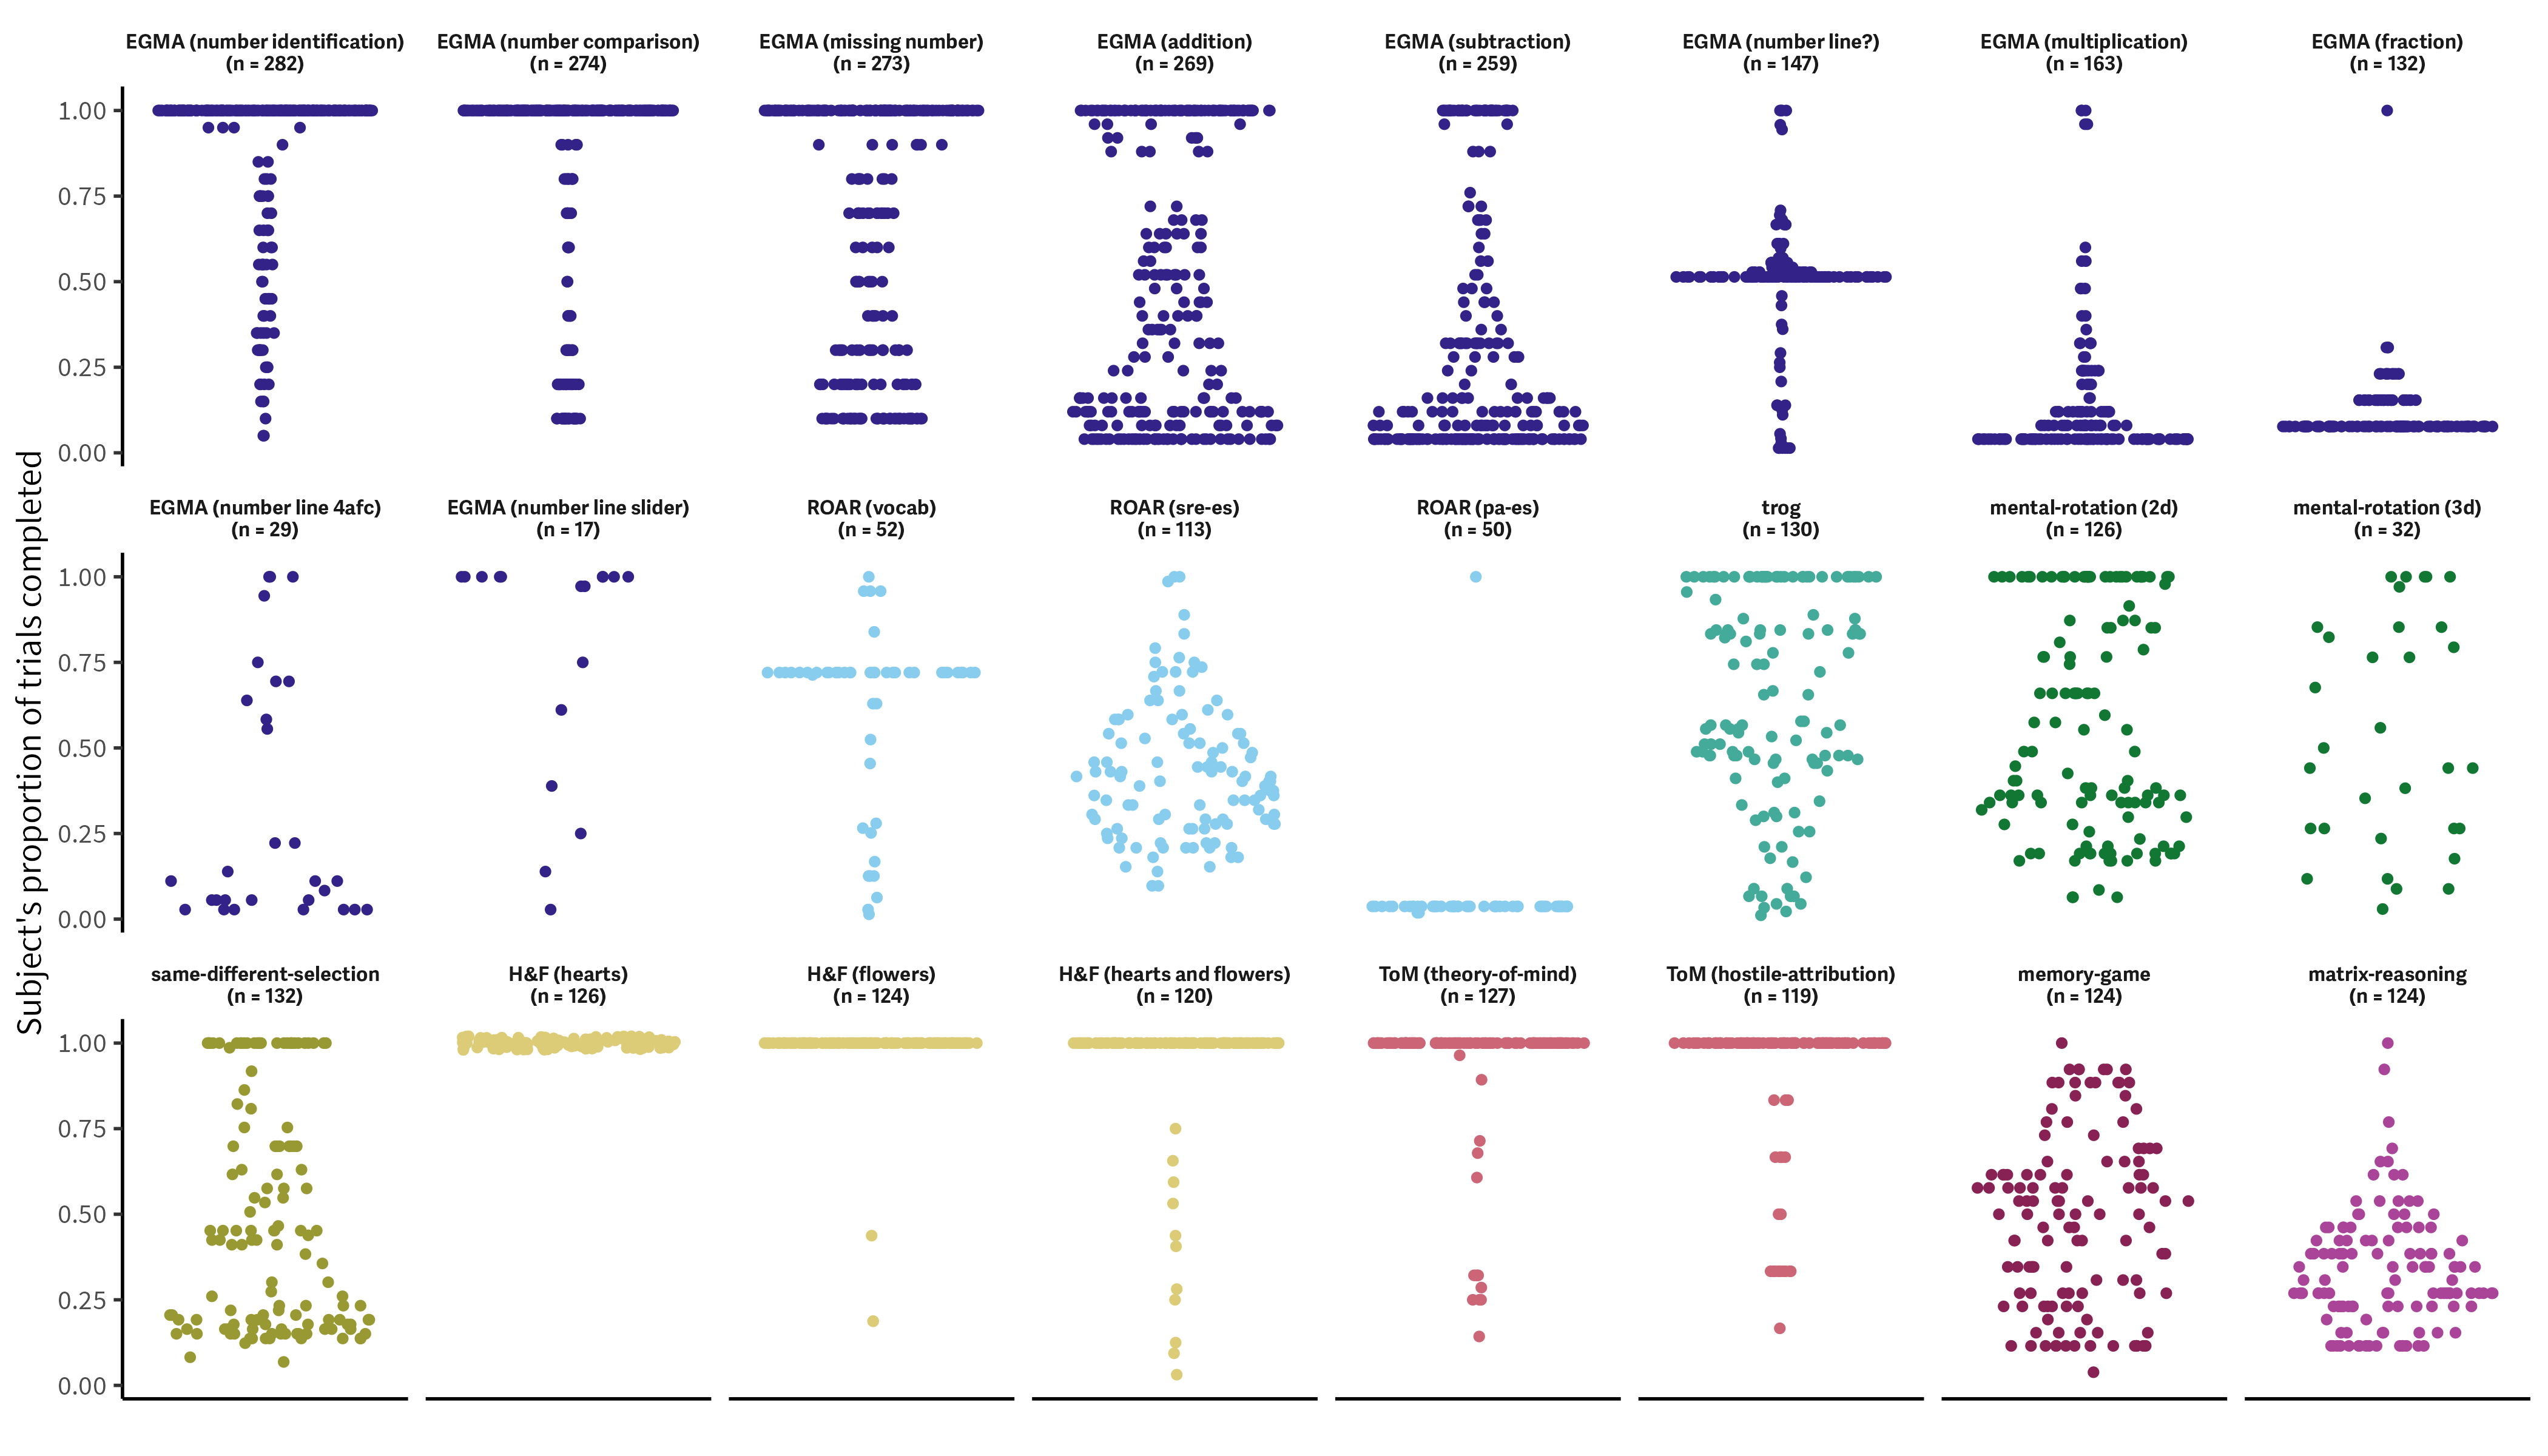 EGMA (number identification)
(n = 282)
EGMA (number comparison)
(n = 274)
EGMA (missing number)
(n = 273)
EGMA (addition)
(n = 269)
EGMA (subtraction)
(n = 259)
EGMA (number line?)
(n = 147)
EGMA (multiplication)
(n = 163)
EGMA (fraction)
(n = 132)
1.00
0.75
0.50
0.25
0.00
Subject's proportion of trials completed
EGMA (number line 4afc)
(n = 29)
EGMA (number line slider)
(n = 17)
ROAR (vocab)
(n = 52)
ROAR (sre-es)
(n = 113)
ROAR (pa-es)
(n = 50)
trog
(n = 130)
mental-rotation (2d)
(n = 126)
mental-rotation (3d)
(n = 32)
1.00
0.75
0.50
0.25
0.00
same-different-selection
(n = 132)
H&F (hearts)
(n = 126)
H&F (flowers)
(n = 124)
H&F (hearts and flowers)
(n = 120)
ToM (theory-of-mind)
(n = 127)
ToM (hostile-attribution)
(n = 119)
memory-game
(n = 124)
matrix-reasoning
(n = 124)
1.00
0.75
0.50
0.25
0.00